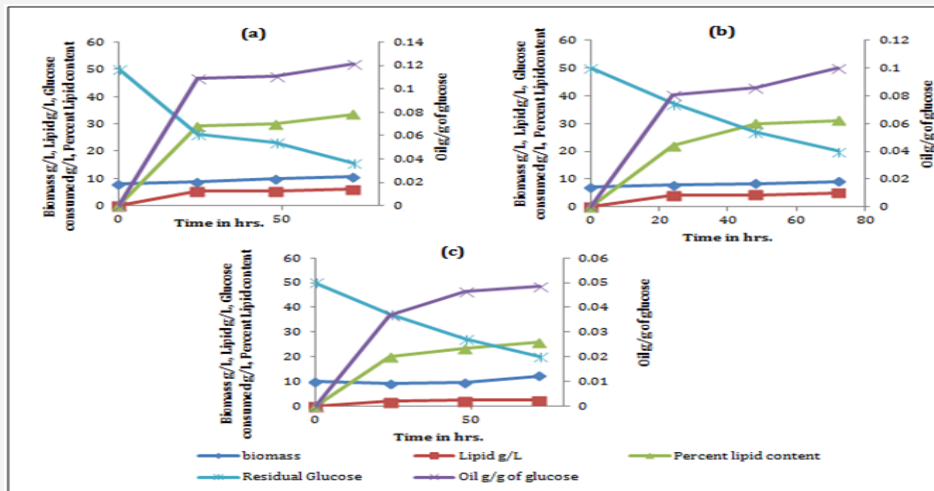 (a)
60
50
40
30
20
10
0
0
50
0.14
0.12
0.1
0.08
0.06
0.04
0.02
0
Biomass g/L, Lipid g/L, Glucose
consumed g/L, Percent Lipid content
Oil g/g of glucose
Time in hrs.
(b)
60
50
40
30
20
10
0
0
20
40
60
80
0.12
0.1
0.08
0.06
0.04
0.02
0
Biomass g/L, Lipid g/L, Glucose
consumed g/L, Percent Lipid content
Oil g/g of glucose
Time in hrs.
(c)
60
50
40
30
20
10
0
0
50
0.06
0.05
0.04
0.03
0.02
0.01
0
Biomass g/L, Lipid g/L, Glucose
consumed g/L, Percent Lipid content
Oil g/g of glucose
Time in hrs.
biomass
Lipid g/L
Percent lipid content
Residual Glucose
Oil g/g of glucose